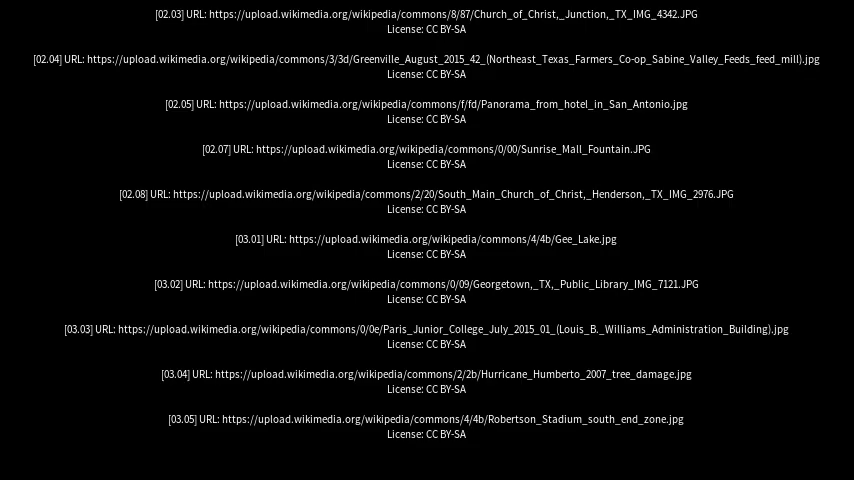 [02.03] URL: https://upload.wikimedia.org/wikipedia/commons/8/87/Church_of_Christ,_Junction,_TX_IMG_4342.JPG
License: CC BY-SA
[02.04] URL: https://upload.wikimedia.org/wikipedia/commons/3/3d/Greenville_August_2015_42_(Northeast_Texas_Farmers_Co-op_Sabine_Valley_Feeds_feed_mill).jpg
License: CC BY-SA
[02.05] URL: https://upload.wikimedia.org/wikipedia/commons/f/fd/Panorama_from_hotel_in_San_Antonio.jpg
License: CC BY-SA
[02.07] URL: https://upload.wikimedia.org/wikipedia/commons/0/00/Sunrise_Mall_Fountain.JPG
License: CC BY-SA
[02.08] URL: https://upload.wikimedia.org/wikipedia/commons/2/20/South_Main_Church_of_Christ,_Henderson,_TX_IMG_2976.JPG
License: CC BY-SA
[03.01] URL: https://upload.wikimedia.org/wikipedia/commons/4/4b/Gee_Lake.jpg
License: CC BY-SA
[03.02] URL: https://upload.wikimedia.org/wikipedia/commons/0/09/Georgetown,_TX,_Public_Library_IMG_7121.JPG
License: CC BY-SA
[03.03] URL: https://upload.wikimedia.org/wikipedia/commons/0/0e/Paris_Junior_College_July_2015_01_(Louis_B._Williams_Administration_Building).jpg
License: CC BY-SA
[03.04] URL: https://upload.wikimedia.org/wikipedia/commons/2/2b/Hurricane_Humberto_2007_tree_damage.jpg
License: CC BY-SA
[03.05] URL: https://upload.wikimedia.org/wikipedia/commons/4/4b/Robertson_Stadium_south_end_zone.jpg
License: CC BY-SA